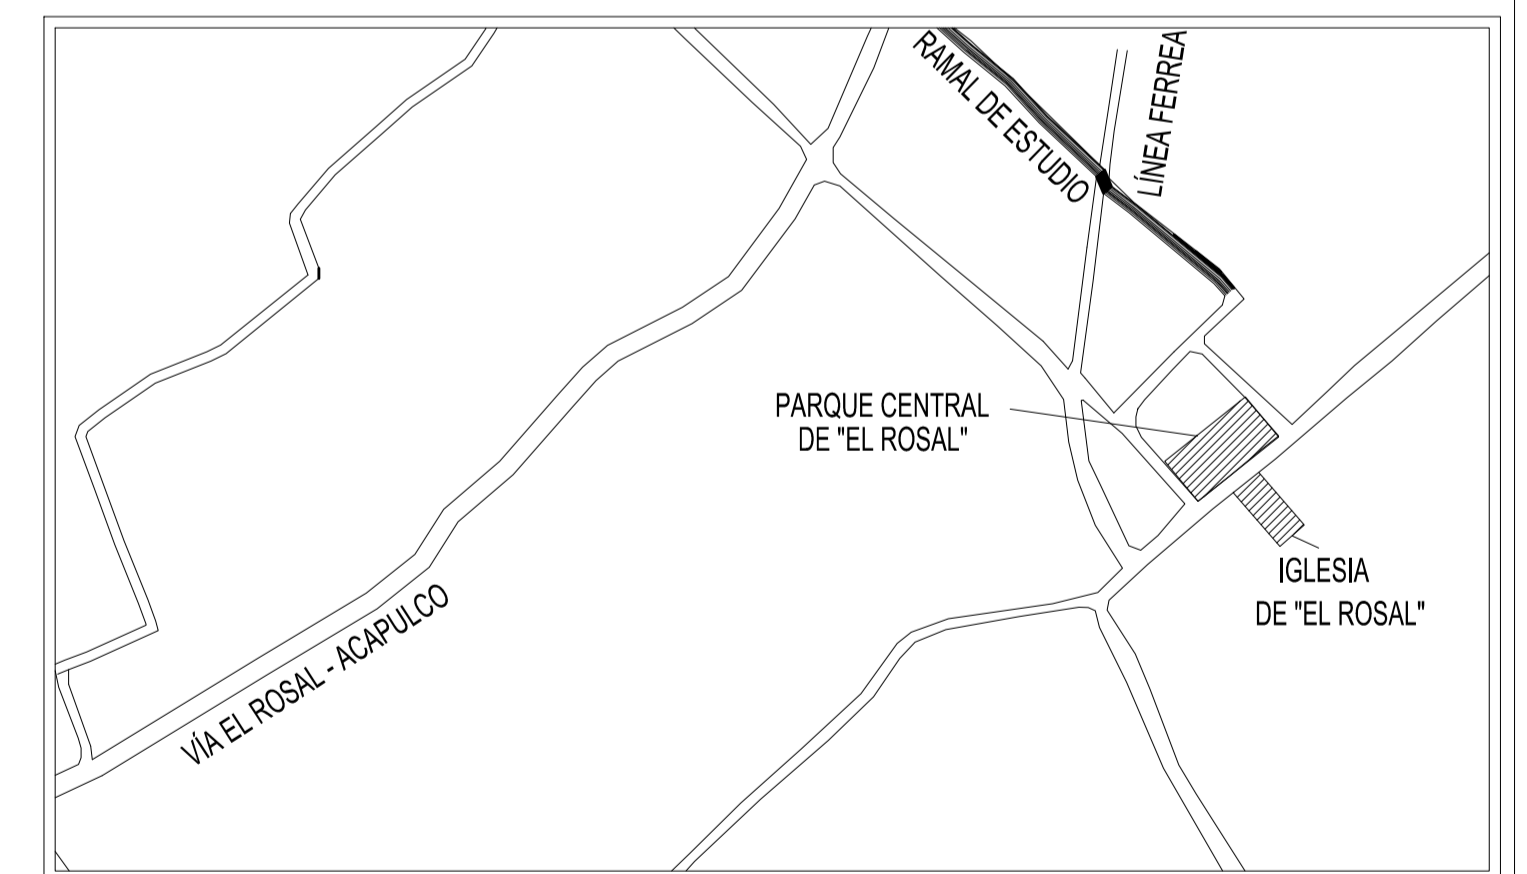 RAMAL DE ESTUDIO
LÍNEA FERREA
PARQUE CENTRAL
DE "EL ROSAL"
IGLESIA
DE "EL ROSAL"
VÍA EL ROSAL - ACAPULCO